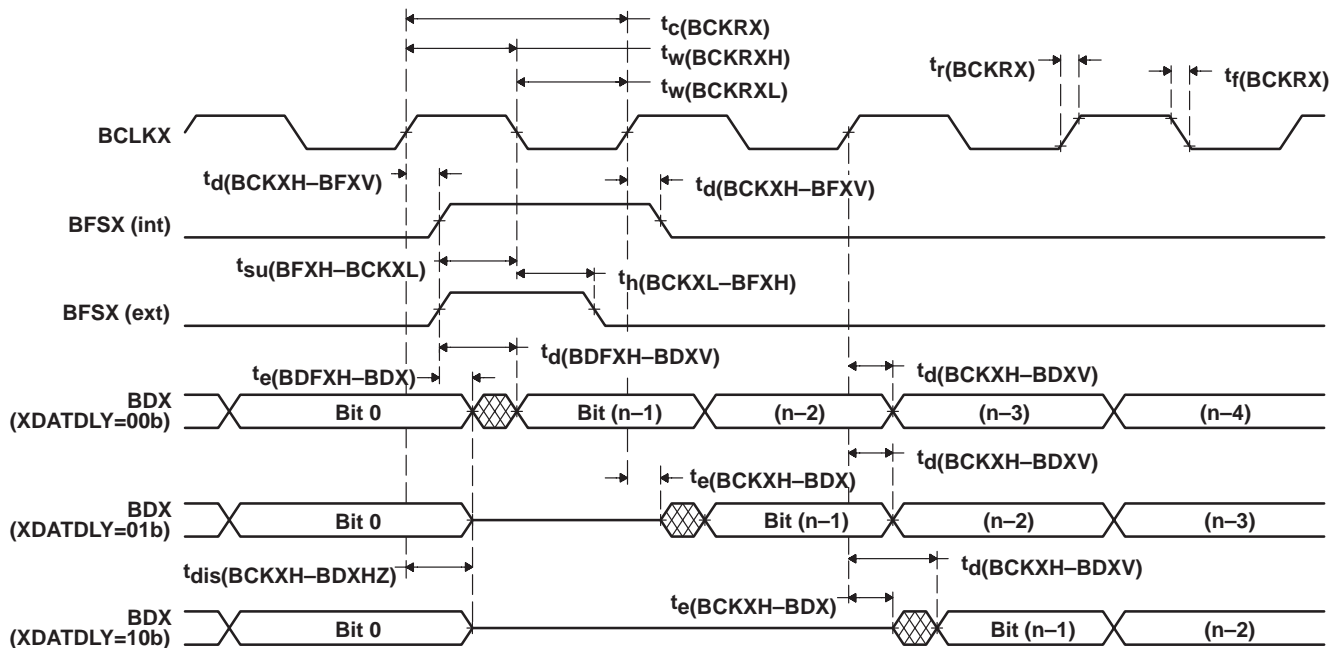 tc(BCKRX)
tw(BCKRXH)
tr(BCKRX)
tf(BCKRX)
tw(BCKRXL)
BCLKX
td(BCKXH–BFXV)
td(BCKXH–BFXV)
BFSX (int)
tsu(BFXH–BCKXL)
th(BCKXL–BFXH)
BFSX (ext)
td(BDFXH–BDXV)
te(BDFXH–BDX)
td(BCKXH–BDXV)
BDX
(XDATDLY=00b)
Bit 0
Bit (n–1)
(n–2)
(n–3)
(n–4)
td(BCKXH–BDXV)
te(BCKXH–BDX)
BDX
(XDATDLY=01b)
Bit 0
Bit (n–1)
(n–2)
(n–3)
tdis(BCKXH–BDXHZ)
td(BCKXH–BDXV)
te(BCKXH–BDX)
BDX
(XDATDLY=10b)
Bit 0
Bit (n–1)
(n–2)